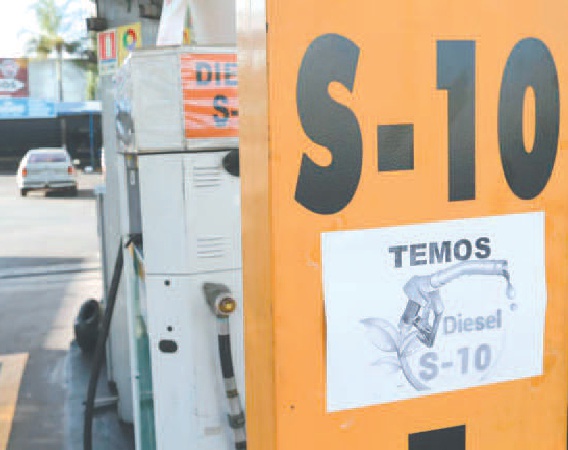 DIE
S-
S-10
TEMOS
Diesel
S-10